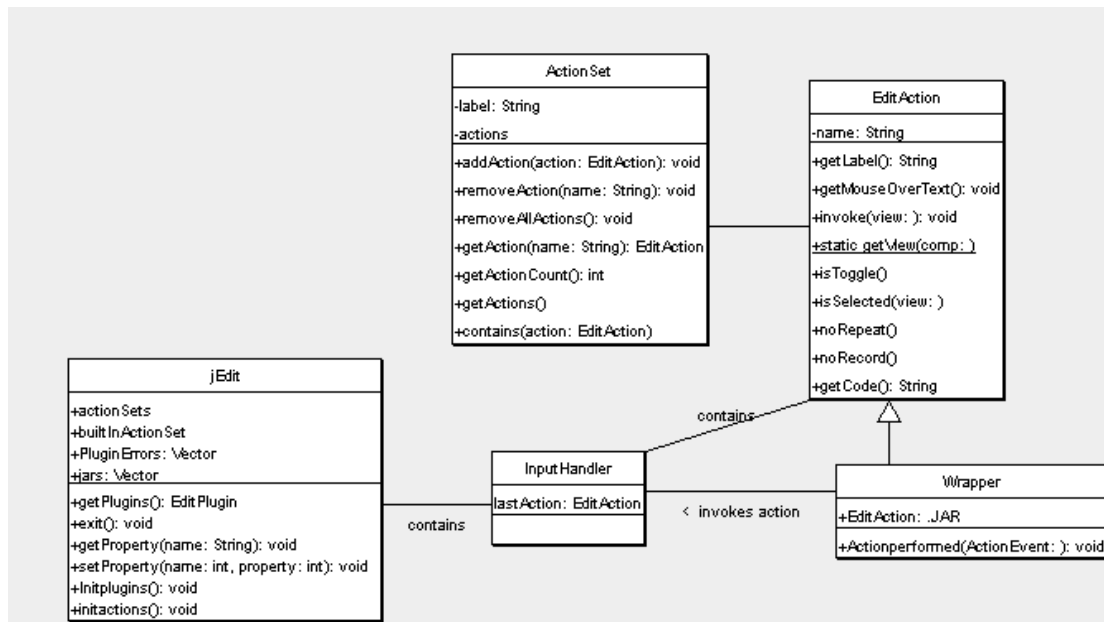 ActionSet
-label: String
-actions
+addAction(action: EditAction): void
+removeAction(name: String): void
+removeAllActions(): void
+getAction(name: String): EditAction
+getActionCount(): int
+getActions()
+contains(action: EditAction)
EditAction
-name: String
+getLabel(): String
+getMouseOverText(): void
+invoke(view: ): void
+static getView(comp: )
+isToggle()
+isSelected(view: )
+noRepeat()
+noRecord()
+getCode(): String
contains
jEdit
+actionSets
+builtInActionSet
+PluginErrors: Vector
+jars: Vector
+getPlugins(): EditPlugin
+exit(): void
+getProperty(name: String): void
+setProperty(name: int, property: int): void
+Initplugins(): void
+initactions(): void
contains
InputHandler
lastAction: EditAction
< invokes action
Wrapper
+EditAction: .JAR
+Actionperformed(ActionEvent: ): void